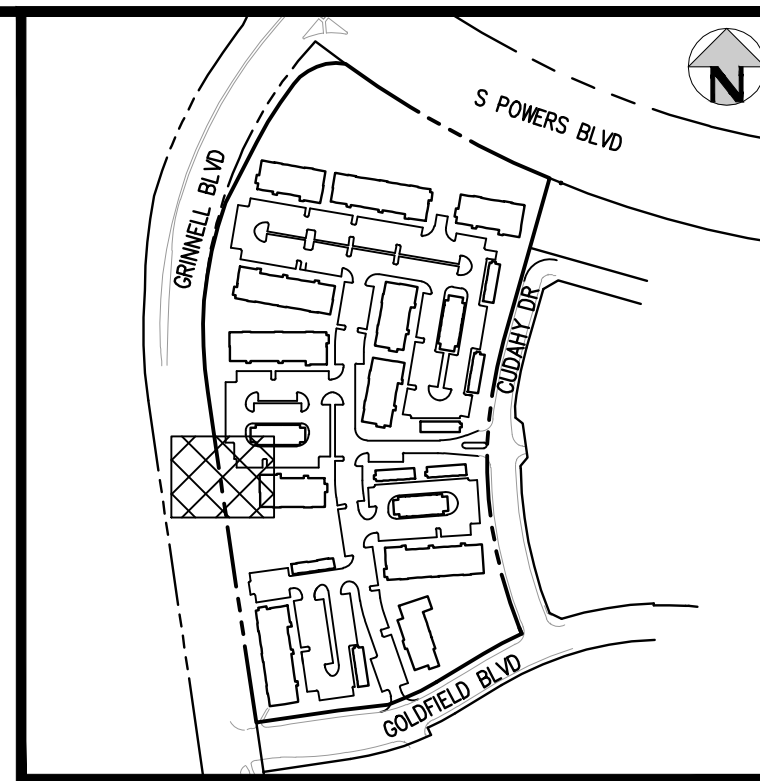 N
S POWERS BLVD
GRINNELL BLVD
CUDAHY DR
GOLDFIELD BLVD